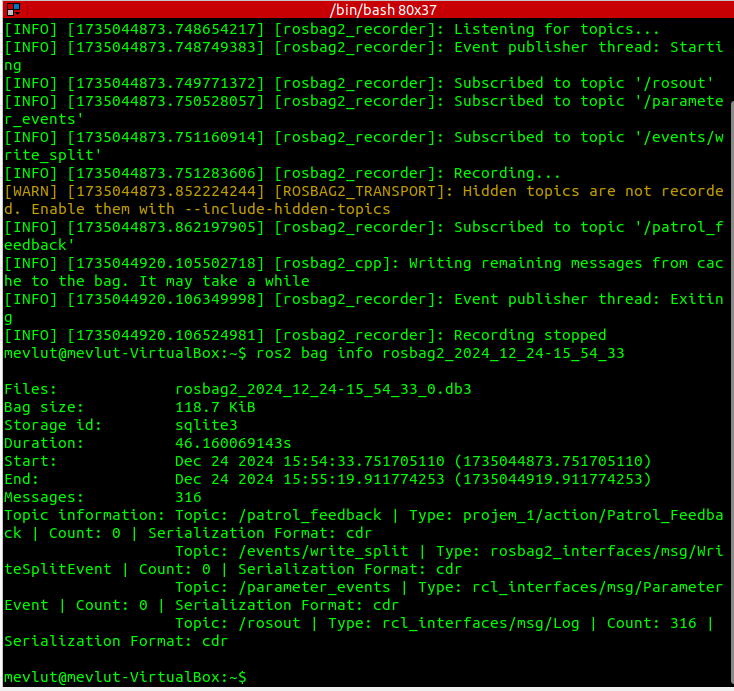 /bin/bash 80x37
[INFO] [1735044873.748654217] [rosbag2_recorder]: Listening for topics...
[INFO] [1735044873.748749383] [rosbag2_recorder]: Event publisher thread: Starti
ng
[INFO] [1735044873.749771372] [rosbag2_recorder]: Subscribed to topic '/rosout'
[INFO] [1735044873.750528057] [rosbag2_recorder]: Subscribed to topic '/paramete
r_events'
[INFO] [1735044873.751160914] [rosbag2_recorder]: Subscribed to topic '/events/w
rite_split'
[INFO] [1735044873.751283606] [rosbag2_recorder]: Recording...
[WARN] [1735044873.852224244] [ROSBAG2_TRANSPORT]: Hidden topics are not recorde
d. Enable them with --include-hidden-topics
[INFO] [1735044873.862197905] [rosbag2_recorder]: Subscribed to topic '/patrol_f
eedback'
[INFO] [1735044920.105502718] [rosbag2_cpp]: Writing remaining messages from cac
he to the bag. It may take a while
[INFO] [1735044920.106349998] [rosbag2_recorder]: Event publisher thread: Exitin
g
[INFO] [1735044920.106524981] [rosbag2_recorder]: Recording stopped
mevlut@mevlut-VirtualBox:~$ ros2 bag info rosbag2_2024_12_24-15_54_33
Files:             rosbag2_2024_12_24-15_54_33_0.db3
Bag size:          118.7 KiB
Storage id:        sqlite3
Duration:          46.160069143s
Start:             Dec 24 2024 15:54:33.751705110 (1735044873.751705110)
End:               Dec 24 2024 15:55:19.911774253 (1735044919.911774253)
Messages:          316
Topic information: Topic: /patrol_feedback | Type: projem_1/action/Patrol_Feedba
ck | Count: 0 | Serialization Format: cdr
                   Topic: /events/write_split | Type: rosbag2_interfaces/msg/Wri
teSplitEvent | Count: 0 | Serialization Format: cdr
                   Topic: /parameter_events | Type: rcl_interfaces/msg/Parameter
Event | Count: 0 | Serialization Format: cdr
                   Topic: /rosout | Type: rcl_interfaces/msg/Log | Count: 316 |
Serialization Format: cdr
mevlut@mevlut-VirtualBox:~$